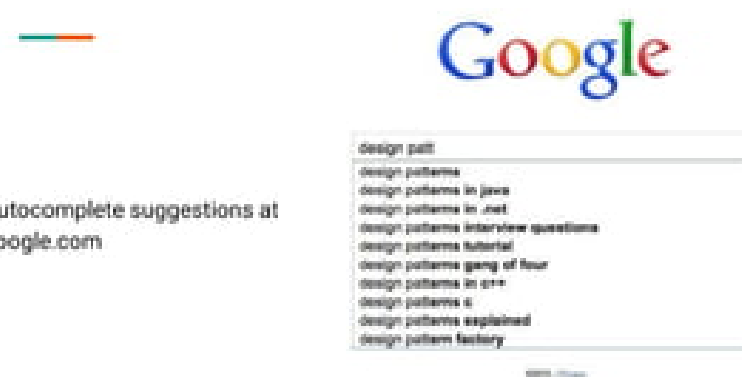 utocomplete suggestions at
oogle.com
Google
design patt
design patterns
design patterns in java
design patterns in .net
design patterns interview questions
design patterns tutorial
design patterns gang of four
design patterns in c++
design patterns c
design patterns explained
design pattern factory